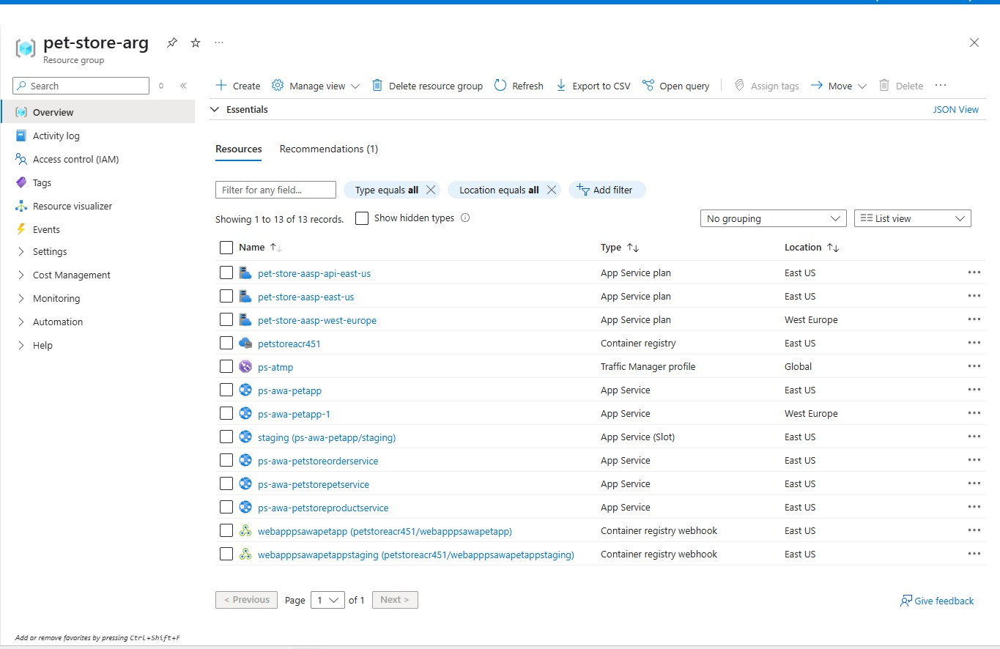 pet-store-arg
Resource group
Search
Create Manage view Delete resource group Refresh Export to CSV Open query Assign tags Move Delete
Overview
Activity log
Access control (IAM)
Tags
Resource visualizer
Events
Settings
Cost Management
Monitoring
Automation
Help
Essentials JSON View
Resources Recommendations (1)
Filter for any field... Type equals all Location equals all Add filter
Showing 1 to 13 of 13 records. Show hidden types No grouping List view
Name Type Location
pet-store-aasp-api-east-us App Service plan East US
pet-store-aasp-east-us App Service plan East US
pet-store-aasp-west-europe App Service plan West Europe
petstoreacr451 Container registry East US
ps-atmp Traffic Manager profile Global
ps-awa-petapp App Service East US
ps-awa-petapp-1 App Service West Europe
staging (ps-awa-petapp/staging) App Service (Slot) East US
ps-awa-petstoreorderservice App Service East US
ps-awa-petstorepetservice App Service East US
ps-awa-petstoreproductservice App Service East US
webapppsawapetapp (petstoreacr451/webapppsawapetapp) Container registry webhook East US
webapppsawapetappstaging (petstoreacr451/webapppsawapetappstaging) Container registry webhook East US
< Previous Page 1 of 1 Next > Give feedback
Add or remove favorites by pressing Ctrl+Shift+F